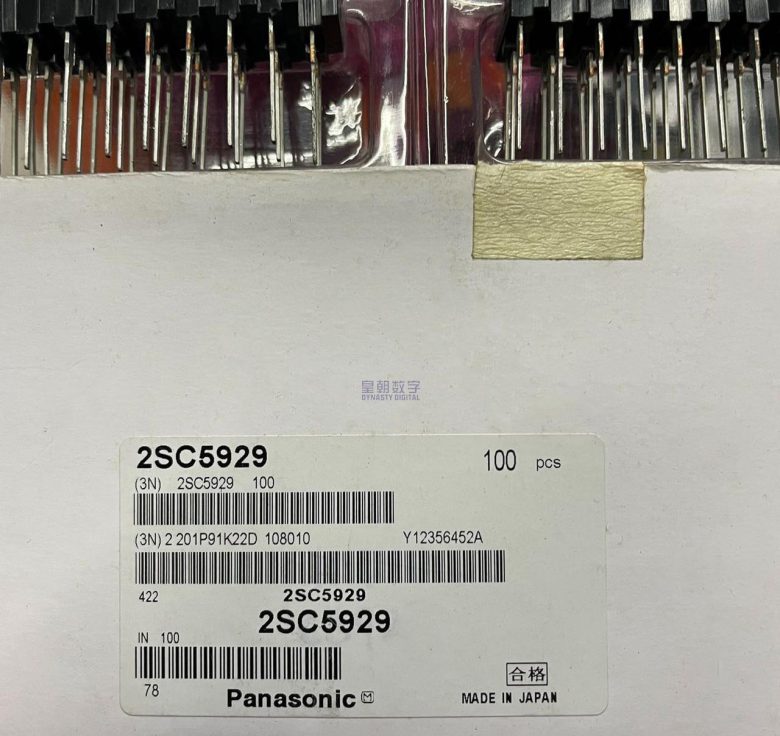 皇朝数字
DYNASTY DIGITAL
2SC5929 100 pcs
(3N) 2SC5929 100
(3N) 2 201P91K22D 108010 Y12356452A
422 2SC5929
2SC5929
IN 100
合格
78 Panasonic M MADE IN JAPAN